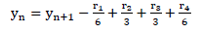 yₙ = yₙ₊₁ − r₁/6 + r₂/3 + r₃/3 + r₄/6